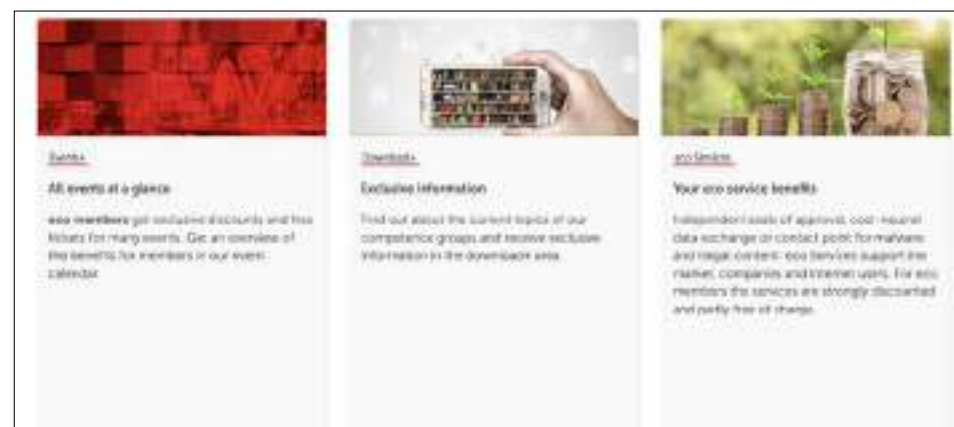 Events
All events at a glance
eco members get exclusive discounts and free
tickets for many events. Get an overview of
the benefits for members in our event
calendar.
Downloads
Exclusive information
Find out about the current topics of our
competence groups and receive exclusive
information in the downloads area.
eco Services
Your eco service benefits
Independent seals of approval, cost-neutral
data exchange or contact point for malware
and illegal content- eco Services support the
market, companies and Internet users. For eco
members the services are strongly discounted
and partly free of charge.